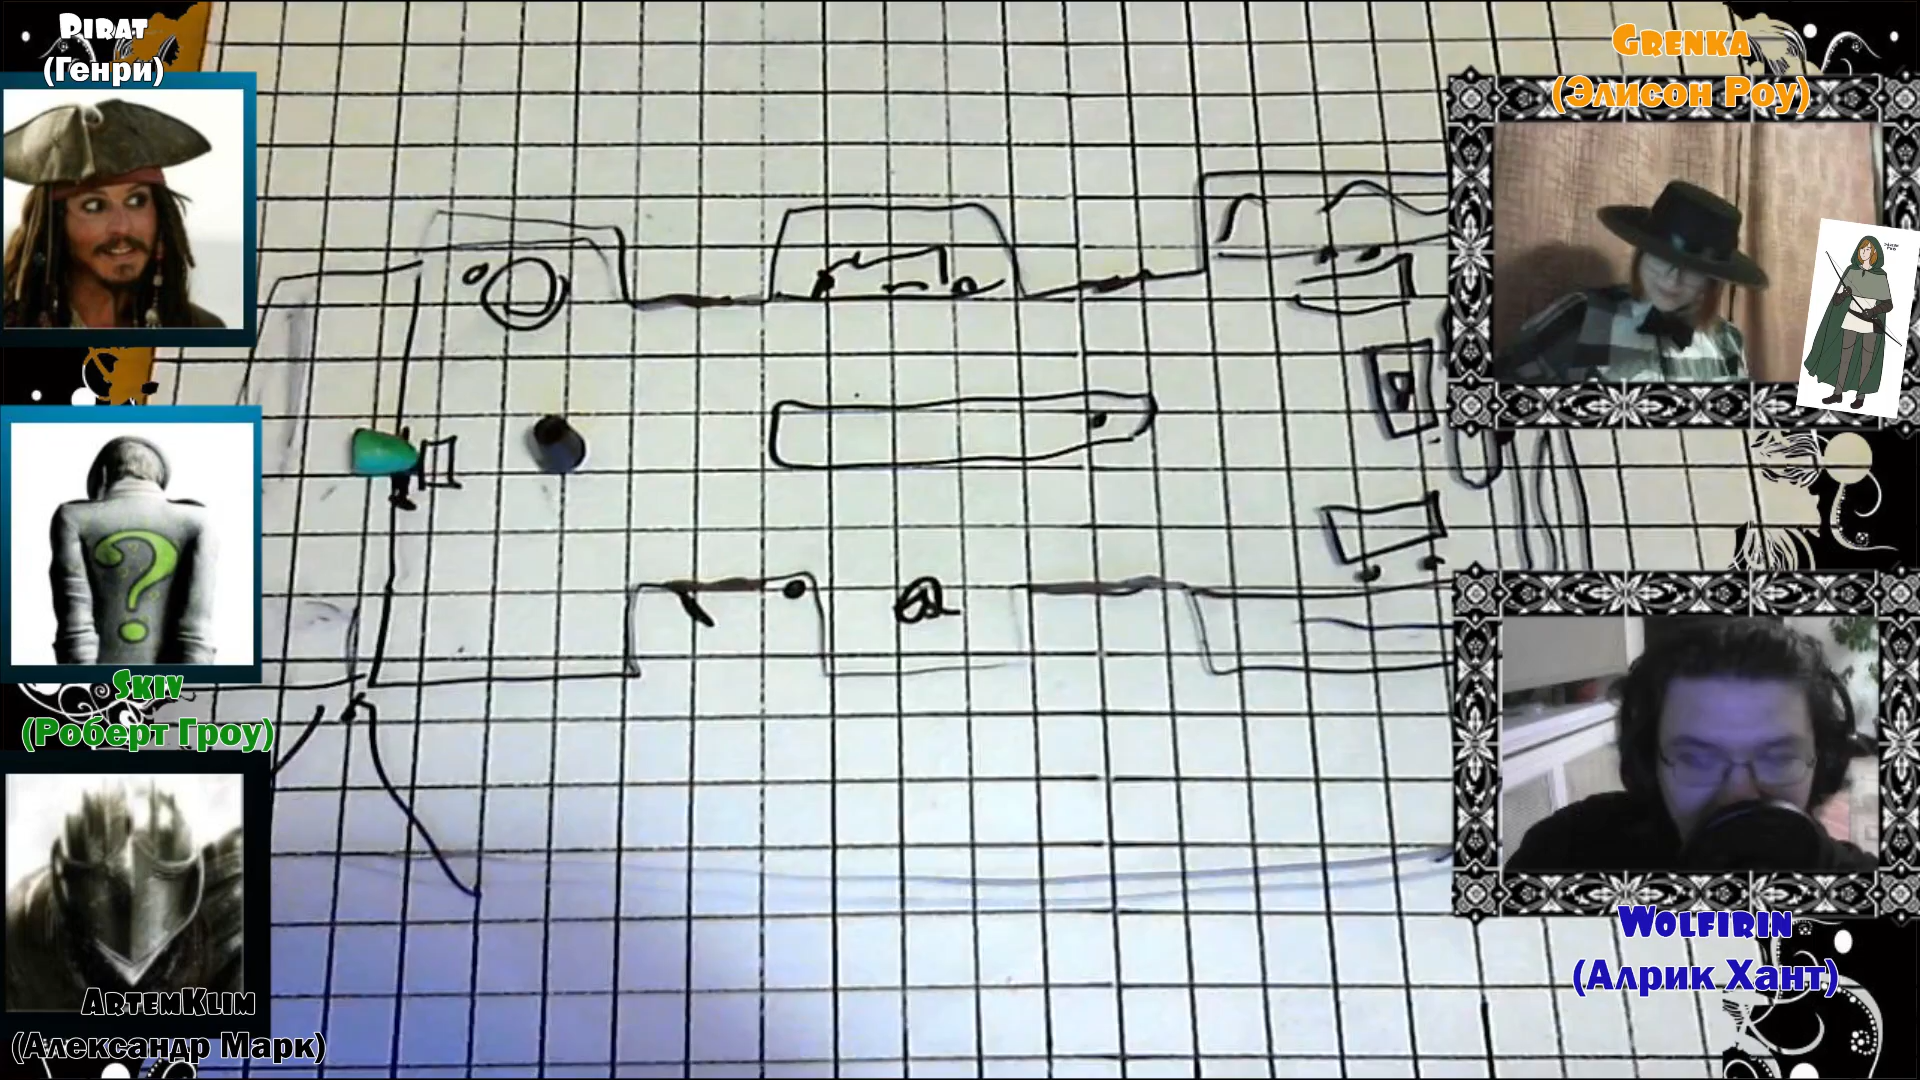 Pirat
(Генри)
Grenka
(Элисон Роу)
Skiv
(Роберт Гроу)
ArtemKlim
(Александр Марк)
Wolfirin
(Алрик Хант)